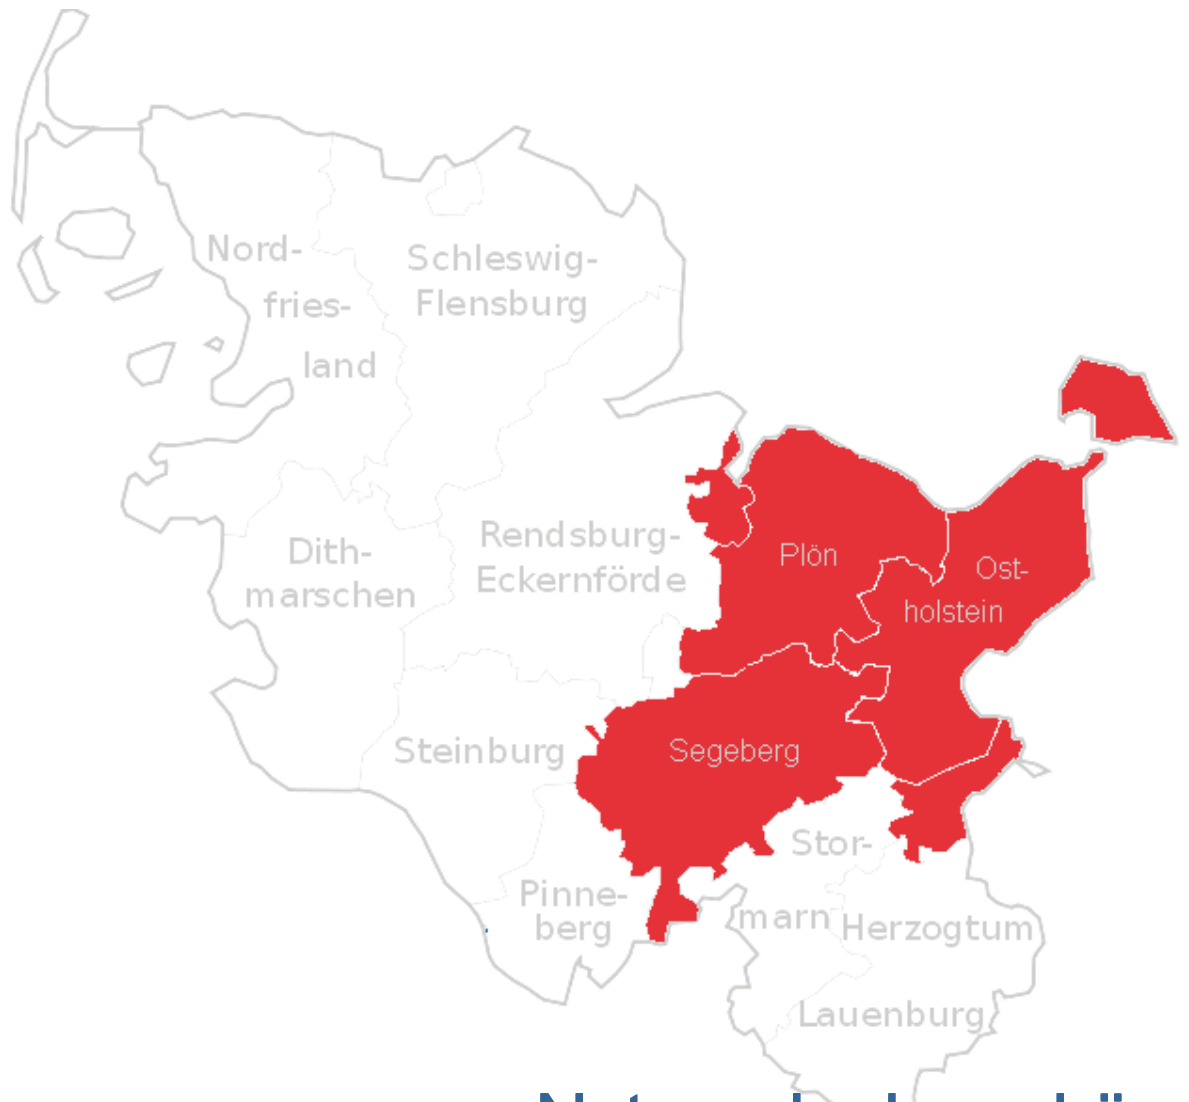 Nord-
fries-
land
Schleswig-
Flensburg
Dith-
marschen
Rendsburg-
Eckernförde
Plön
Ost-
holstein
Steinburg
Segeberg
Pinne-
berg
Stor-
marn
Herzogtum
Lauenburg